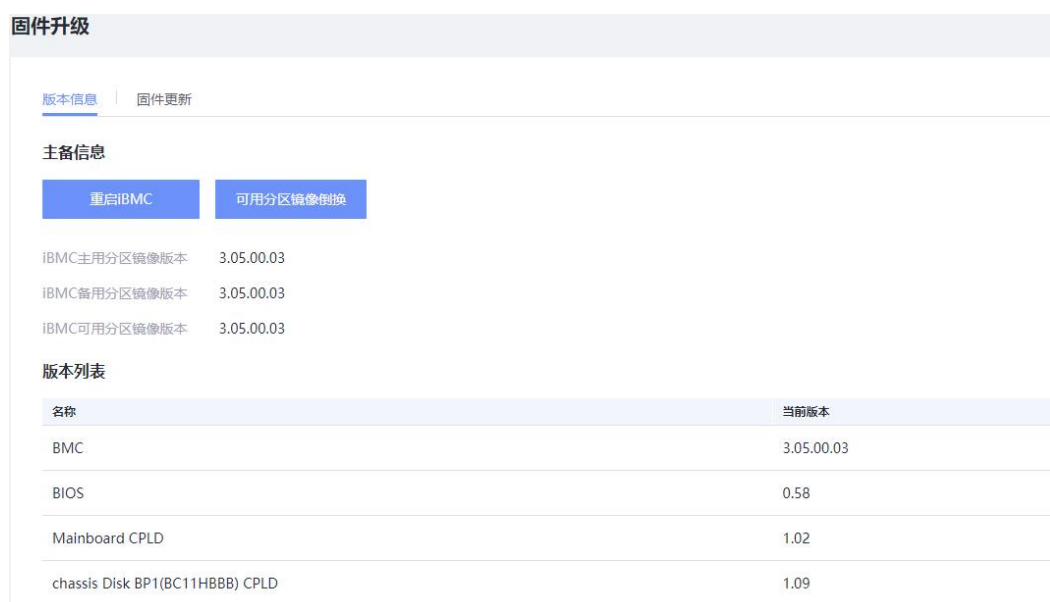 固件升级
版本信息 固件更新
主备信息
重启iBMC 可用分区镜像倒换
iBMC主用分区镜像版本 3.05.00.03
iBMC备用分区镜像版本 3.05.00.03
iBMC可用分区镜像版本 3.05.00.03
版本列表
名称 当前版本
BMC 3.05.00.03
BIOS 0.58
Mainboard CPLD 1.02
chassis Disk BP1(BC11HBBB) CPLD 1.09